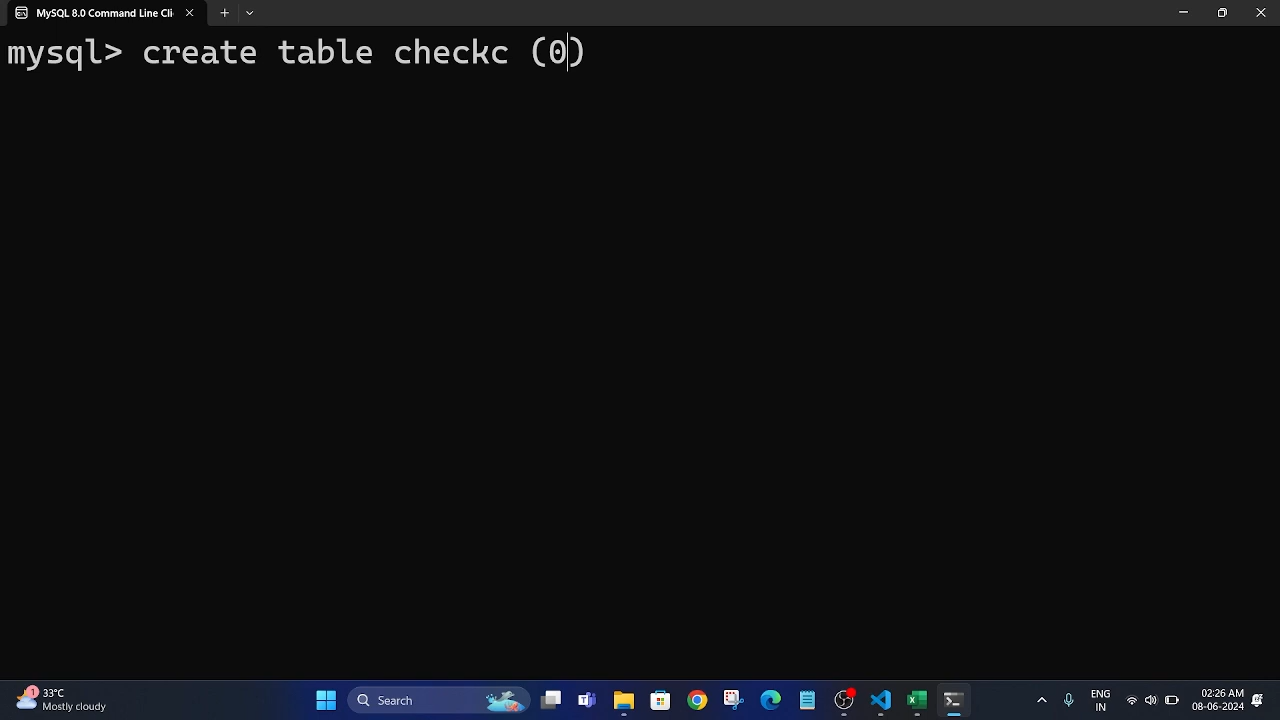 MySQL 8.0 Command Line Cli
mysql> create table checkc (0)
1
33°C
Mostly cloudy
Search
ENG
IN
02:26 AM
08-06-2024